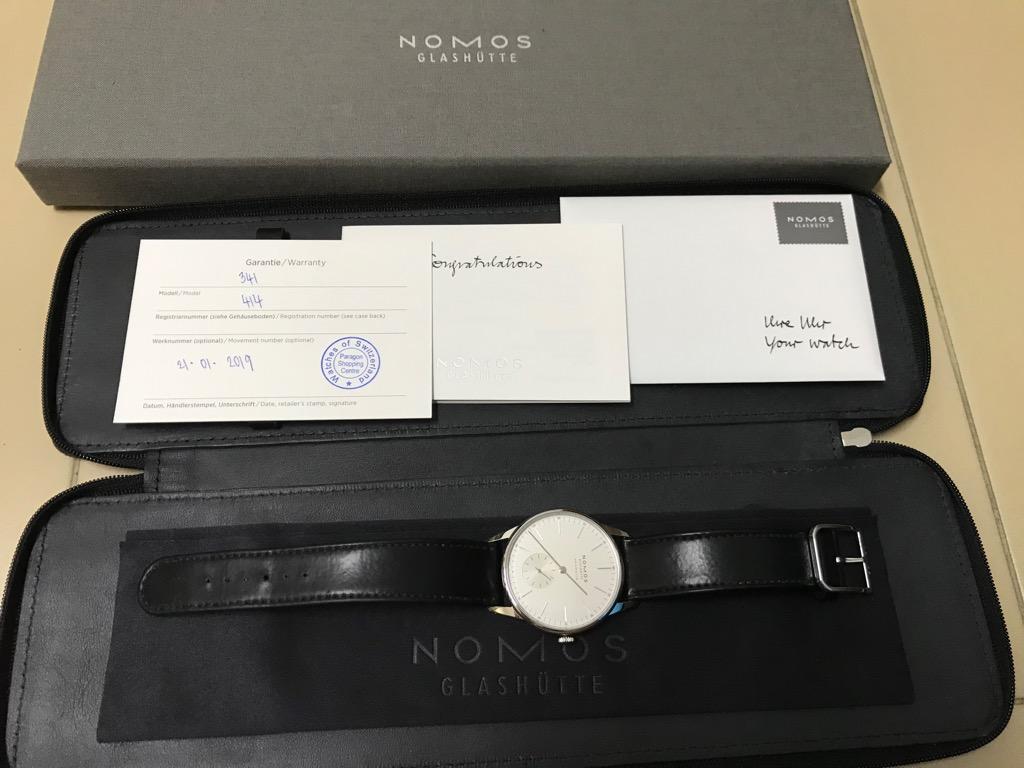 NOMOS
GLASHÜTTE
Garantie/Warranty
341
Modell/Model
414
Registriernummer (siehe Gehäuseboden)/Registration number (see case back)
Werknummer (optional)/Movement number (optional)
21-01-2019
Watches of Switzerland
Paragon
Shopping
Centre
Datum, Händlerstempel, Unterschrift/Date, retailer's stamp, signature
Congratulations
NOMOS
GLASHÜTTE
NOMOS
GLASHÜTTE
Ihre Uhr
Your watch
NOMOS
GLASHÜTTE
NOMOS
GLASHÜTTE